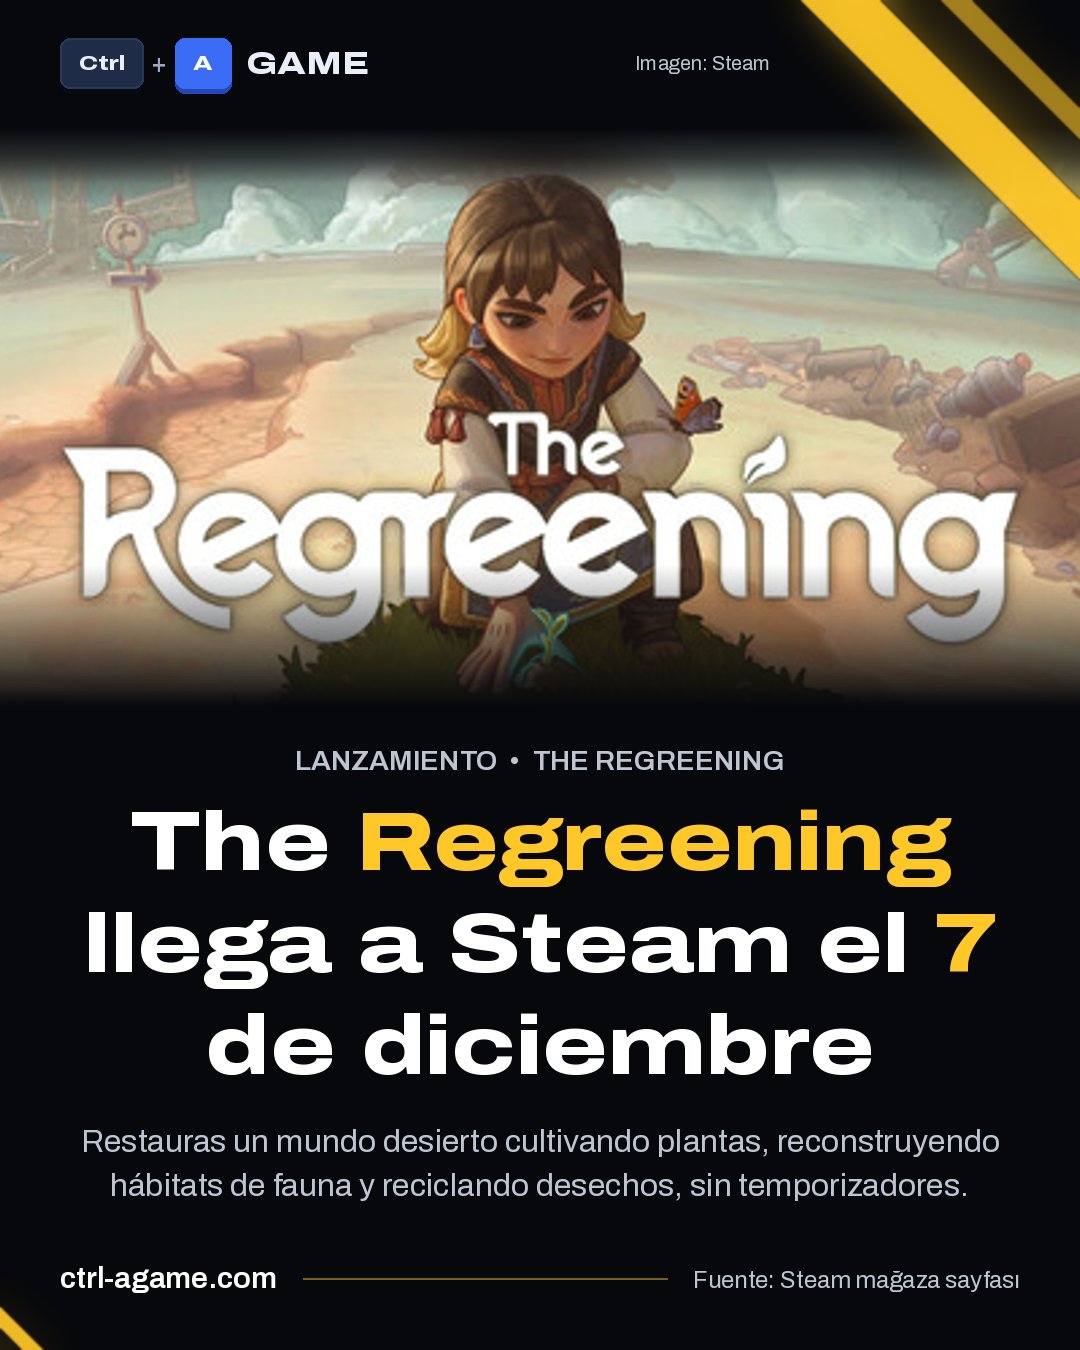 Ctrl + A GAME
Imagen: Steam
The
Regreening
LANZAMIENTO • THE REGREENING
The Regreening
llega a Steam el 7
de diciembre
Restauras un mundo desierto cultivando plantas, reconstruyendo
hábitats de fauna y reciclando desechos, sin temporizadores.
ctrl-agame.com
Fuente: Steam mağaza sayfası